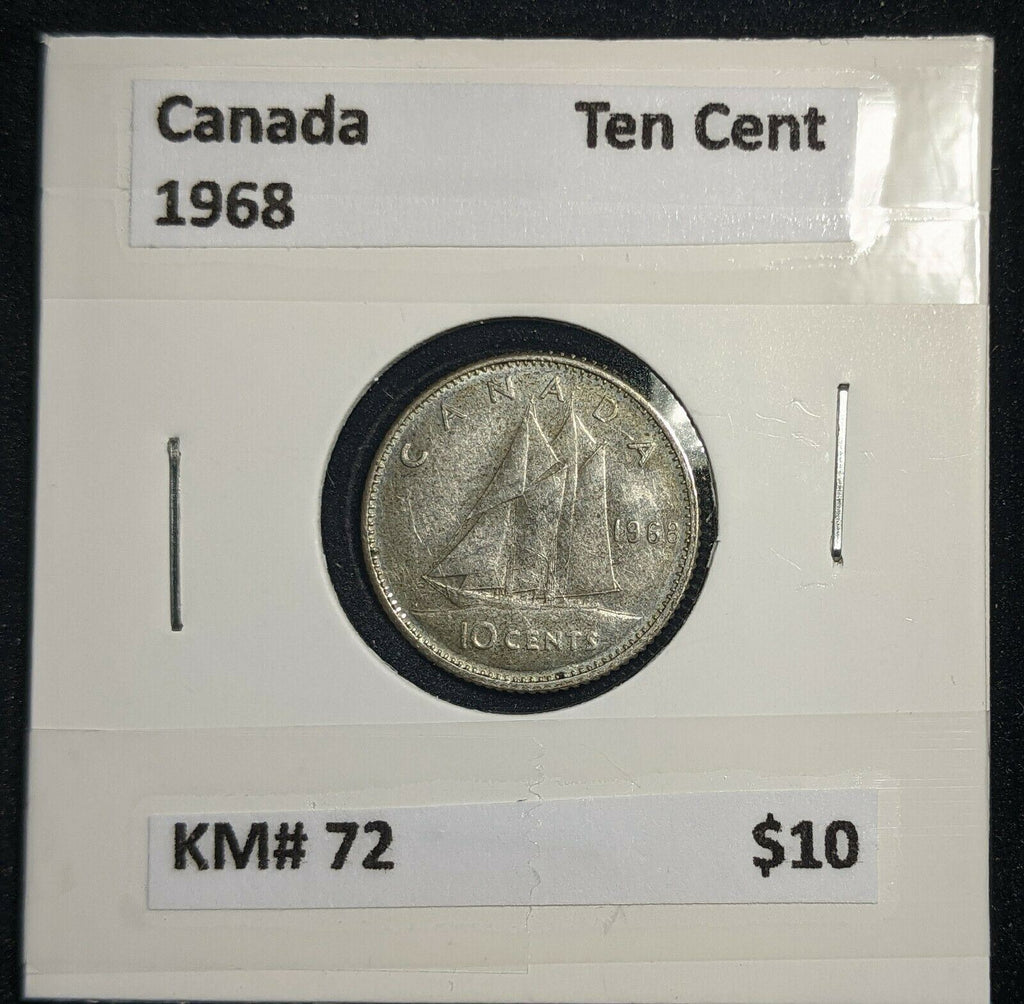 Canada Ten Cent
1968
CANADA
1968
10 CENTS
KM# 72 $10